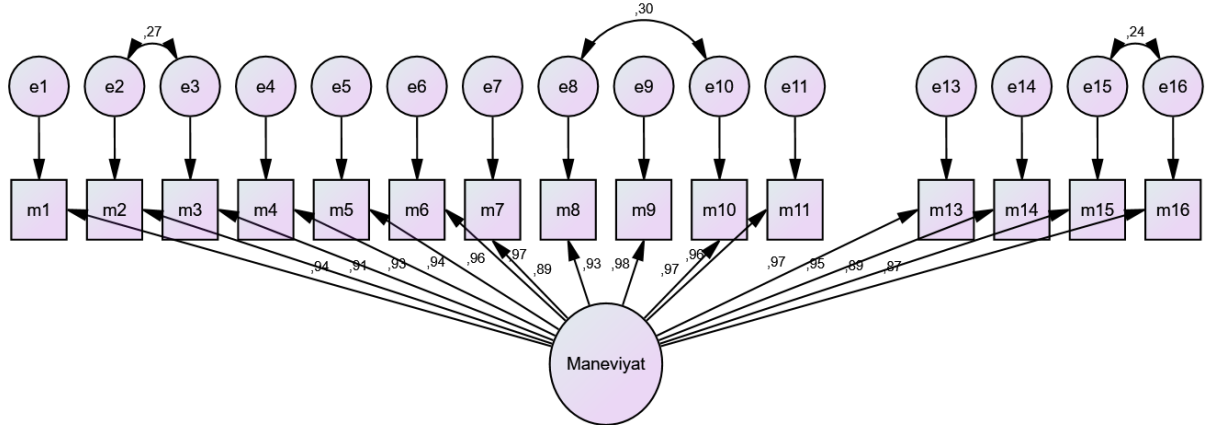 ,27 ,30 ,24
e1 e2 e3 e4 e5 e6 e7 e8 e9 e10 e11 e13 e14 e15 e16
m1 m2 m3 m4 m5 m6 m7 m8 m9 m10 m11 m13 m14 m15 m16
,94 ,91 ,93 ,94 ,96 ,97 ,89 ,93 ,98 ,97 ,96 ,97 ,95 ,89 ,87
Maneviyat